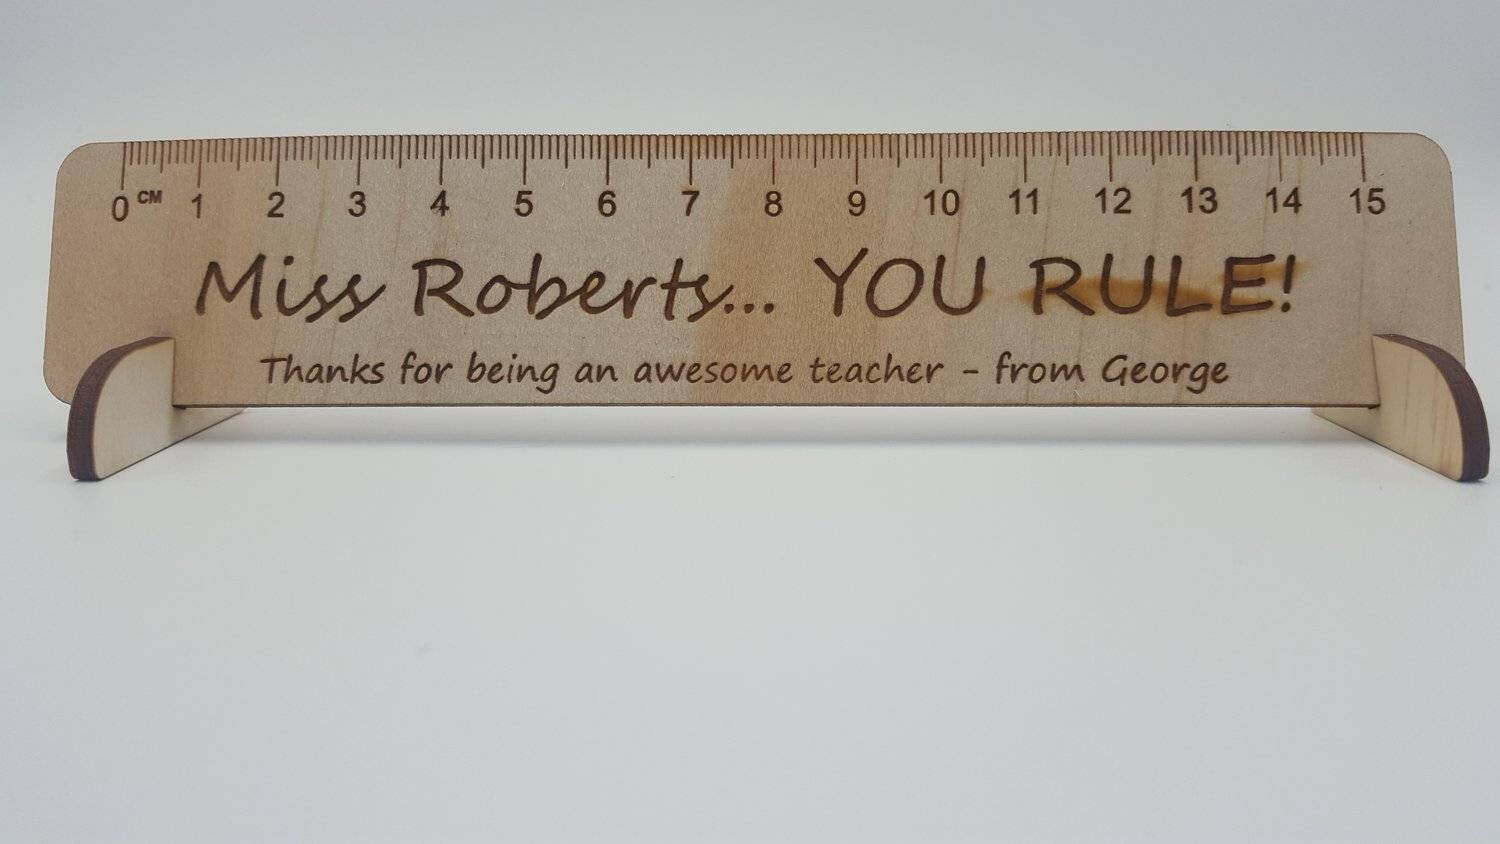 0 CM 1 2 3 4 5 6 7 8 9 10 11 12 13 14 15
Miss Roberts... YOU RULE!
Thanks for being an awesome teacher - from George